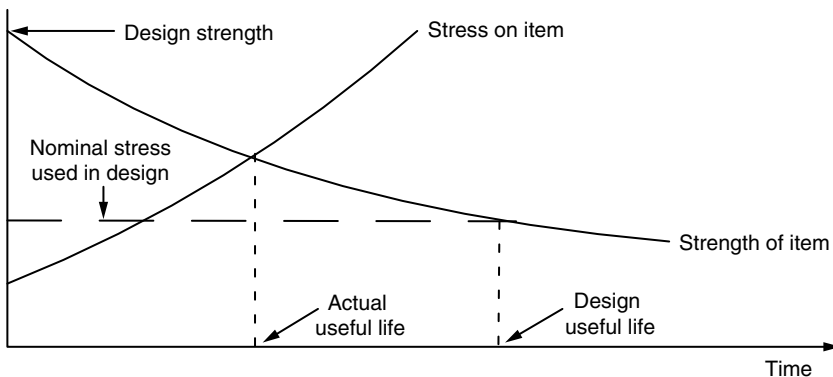 Design strength
Stress on item
Nominal stress
used in design
Strength of item
Actual
useful life
Design
useful life
Time